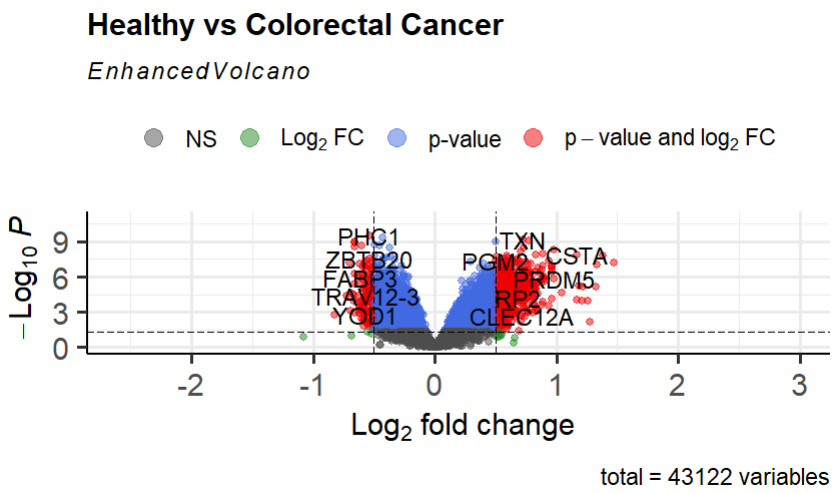 Healthy vs Colorectal Cancer
EnhancedVolcano
NS Log₂ FC p-value p − value and log₂ FC
−Log₁₀ P
9
6
3
0
PHC1
TXN
ZBTB20
PGM2
CSTA
FABP3
PRDM5
TRAV12-3
RP2
YOD1
CLEC12A
-2 -1 0 1 2 3
Log₂ fold change
total = 43122 variables